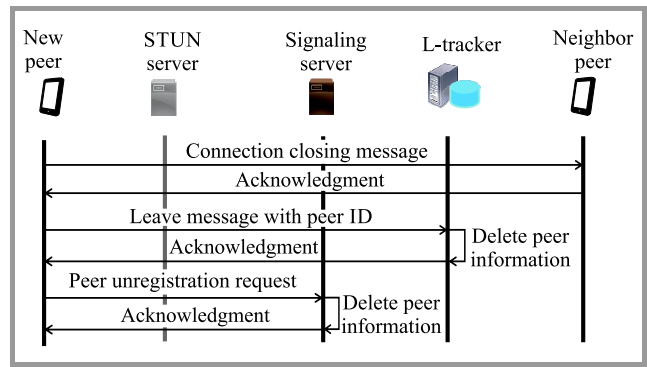 New
peer
STUN
server
Signaling
server
L-tracker
Neighbor
peer
Connection closing message
Acknowledgment
Leave message with peer ID
Acknowledgment
Delete peer
information
Peer unregistration request
Acknowledgment
Delete peer
information